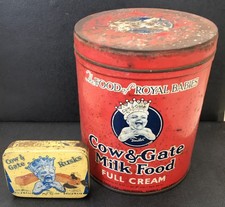 The FOOD of ROYAL BABIES
Cow & Gate
Milk Food
FULL CREAM
Cow &
Gate
Rusks